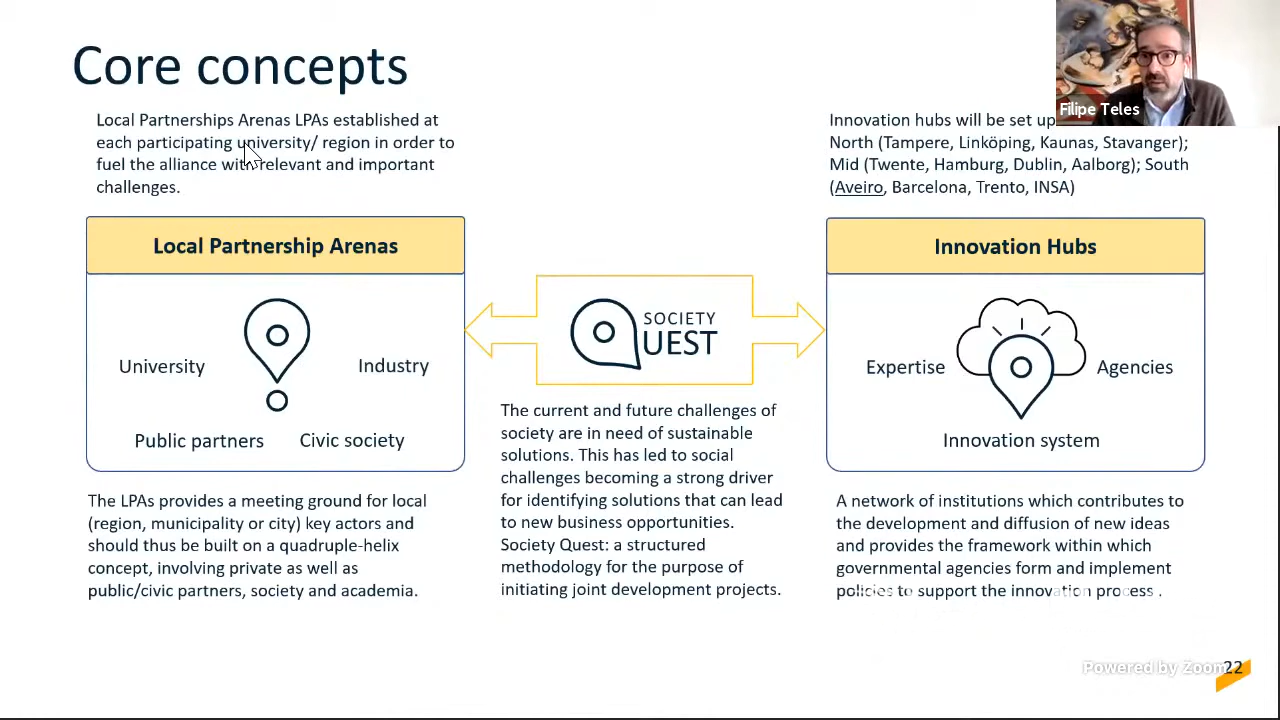 Core concepts
Filipe Teles
Local Partnerships Arenas LPAs established at
each participating university/ region in order to
fuel the alliance with relevant and important
challenges.
Innovation hubs will be set up
North (Tampere, Linköping, Kaunas, Stavanger);
Mid (Twente, Hamburg, Dublin, Aalborg); South
(Aveiro, Barcelona, Trento, INSA)
Local Partnership Arenas
University
Industry
Public partners
Civic society
SOCIETY
QUEST
The current and future challenges of
society are in need of sustainable
solutions. This has led to social
challenges becoming a strong driver
for identifying solutions that can lead
to new business opportunities.
Society Quest: a structured
methodology for the purpose of
initiating joint development projects.
Innovation Hubs
Expertise
Agencies
Innovation system
The LPAs provides a meeting ground for local
(region, municipality or city) key actors and
should thus be built on a quadruple-helix
concept, involving private as well as
public/civic partners, society and academia.
A network of institutions which contributes to
the development and diffusion of new ideas
and provides the framework within which
governmental agencies form and implement
policies to support the innovation process .
Powered by Zoom
22